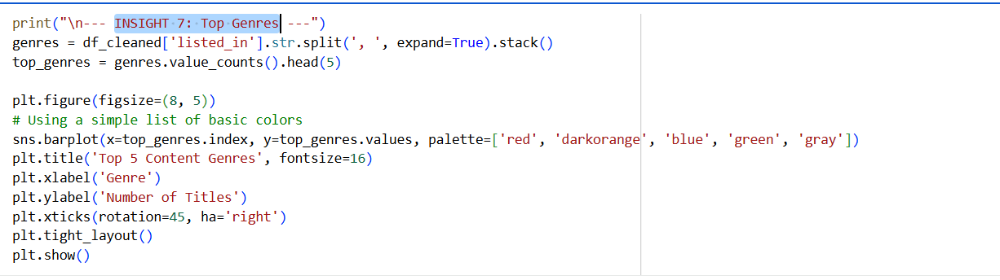 print("\n--- INSIGHT 7: Top Genres ---")
genres = df_cleaned['listed_in'].str.split(', ', expand=True).stack()
top_genres = genres.value_counts().head(5)
plt.figure(figsize=(8, 5))
# Using a simple list of basic colors
sns.barplot(x=top_genres.index, y=top_genres.values, palette=['red', 'darkorange', 'blue', 'green', 'gray'])
plt.title('Top 5 Content Genres', fontsize=16)
plt.xlabel('Genre')
plt.ylabel('Number of Titles')
plt.xticks(rotation=45, ha='right')
plt.tight_layout()
plt.show()